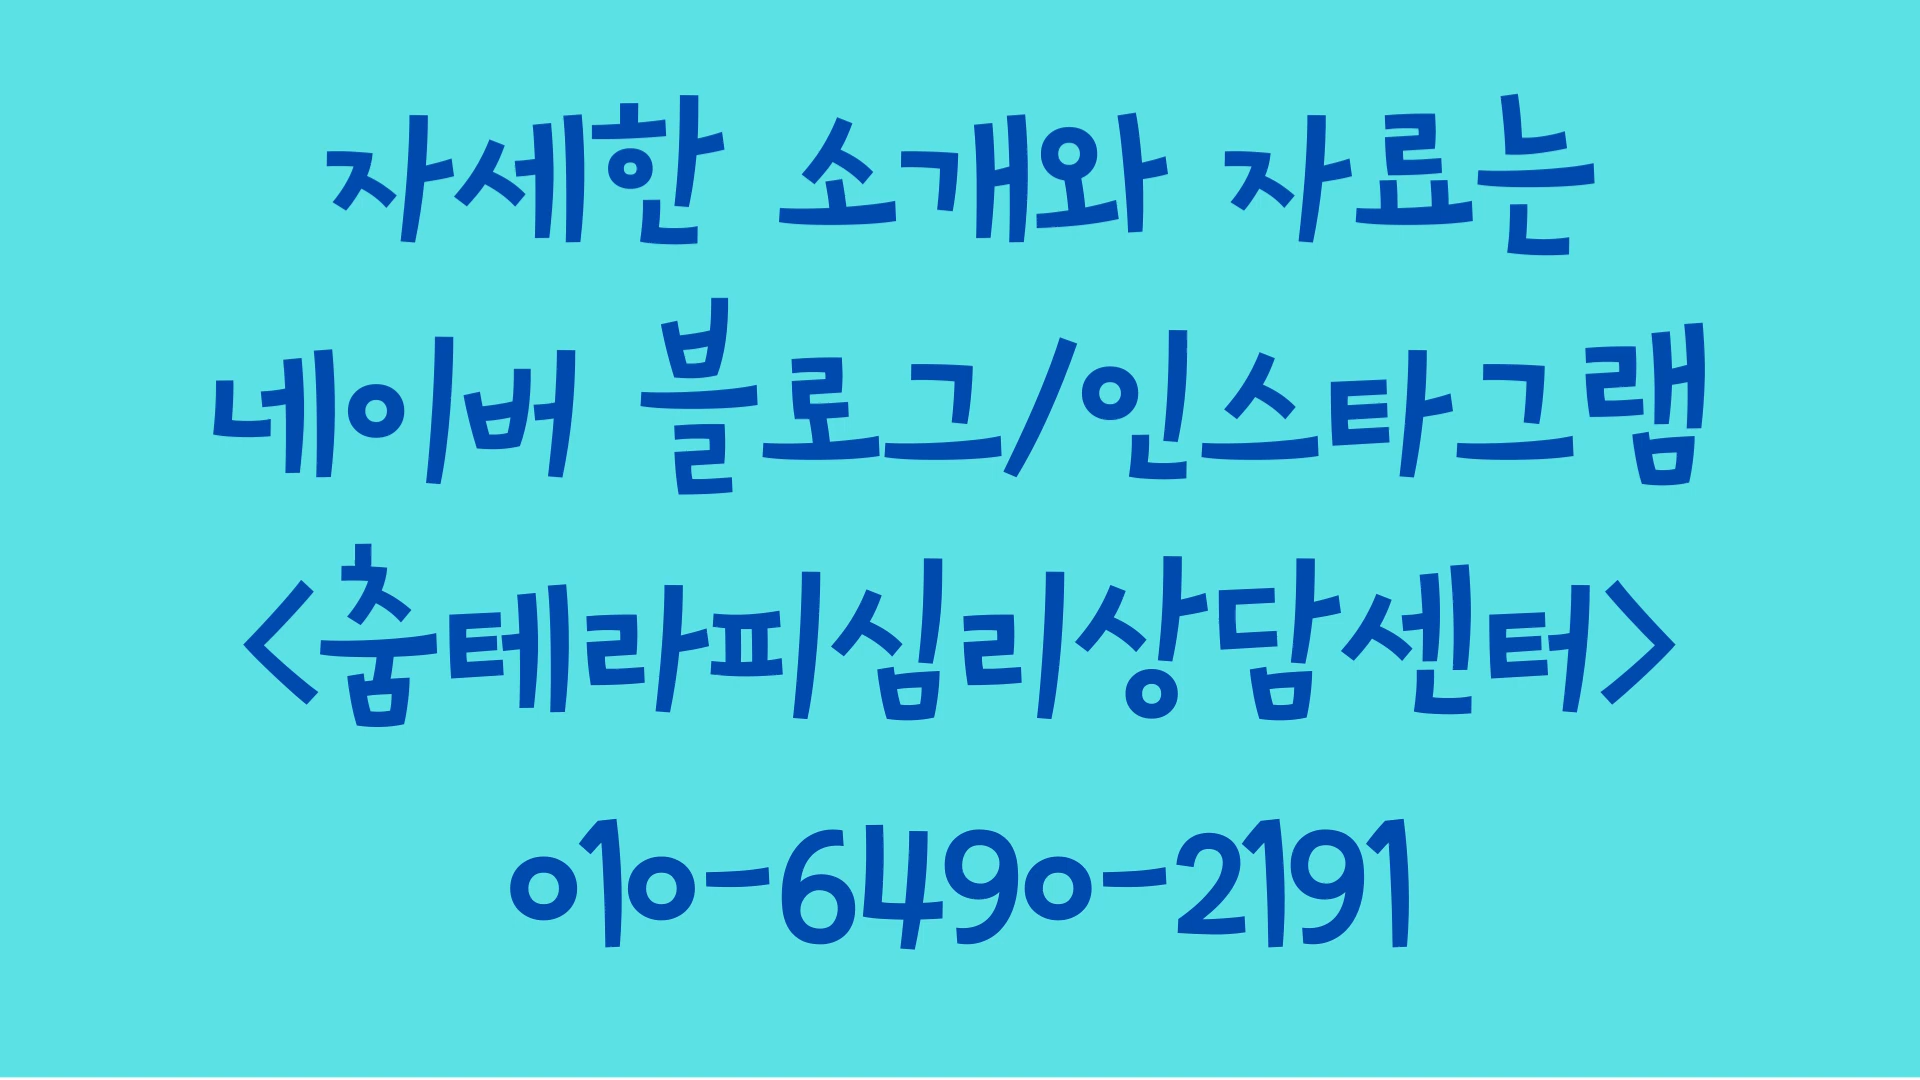 자세한 소개와 자료는
네이버 블로그/인스타그램
<춤테라피심리상담센터>
010-6490-2191